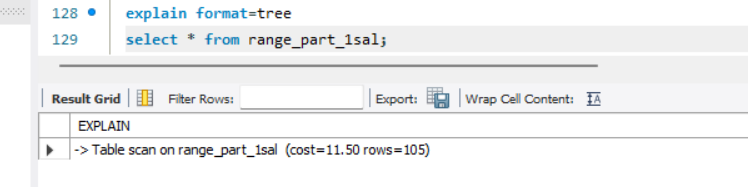 128 explain format=tree
129 select * from range_part_1sal;
Result Grid Filter Rows: Export: Wrap Cell Content: IA
EXPLAIN
-> Table scan on range_part_1sal (cost=11.50 rows=105)